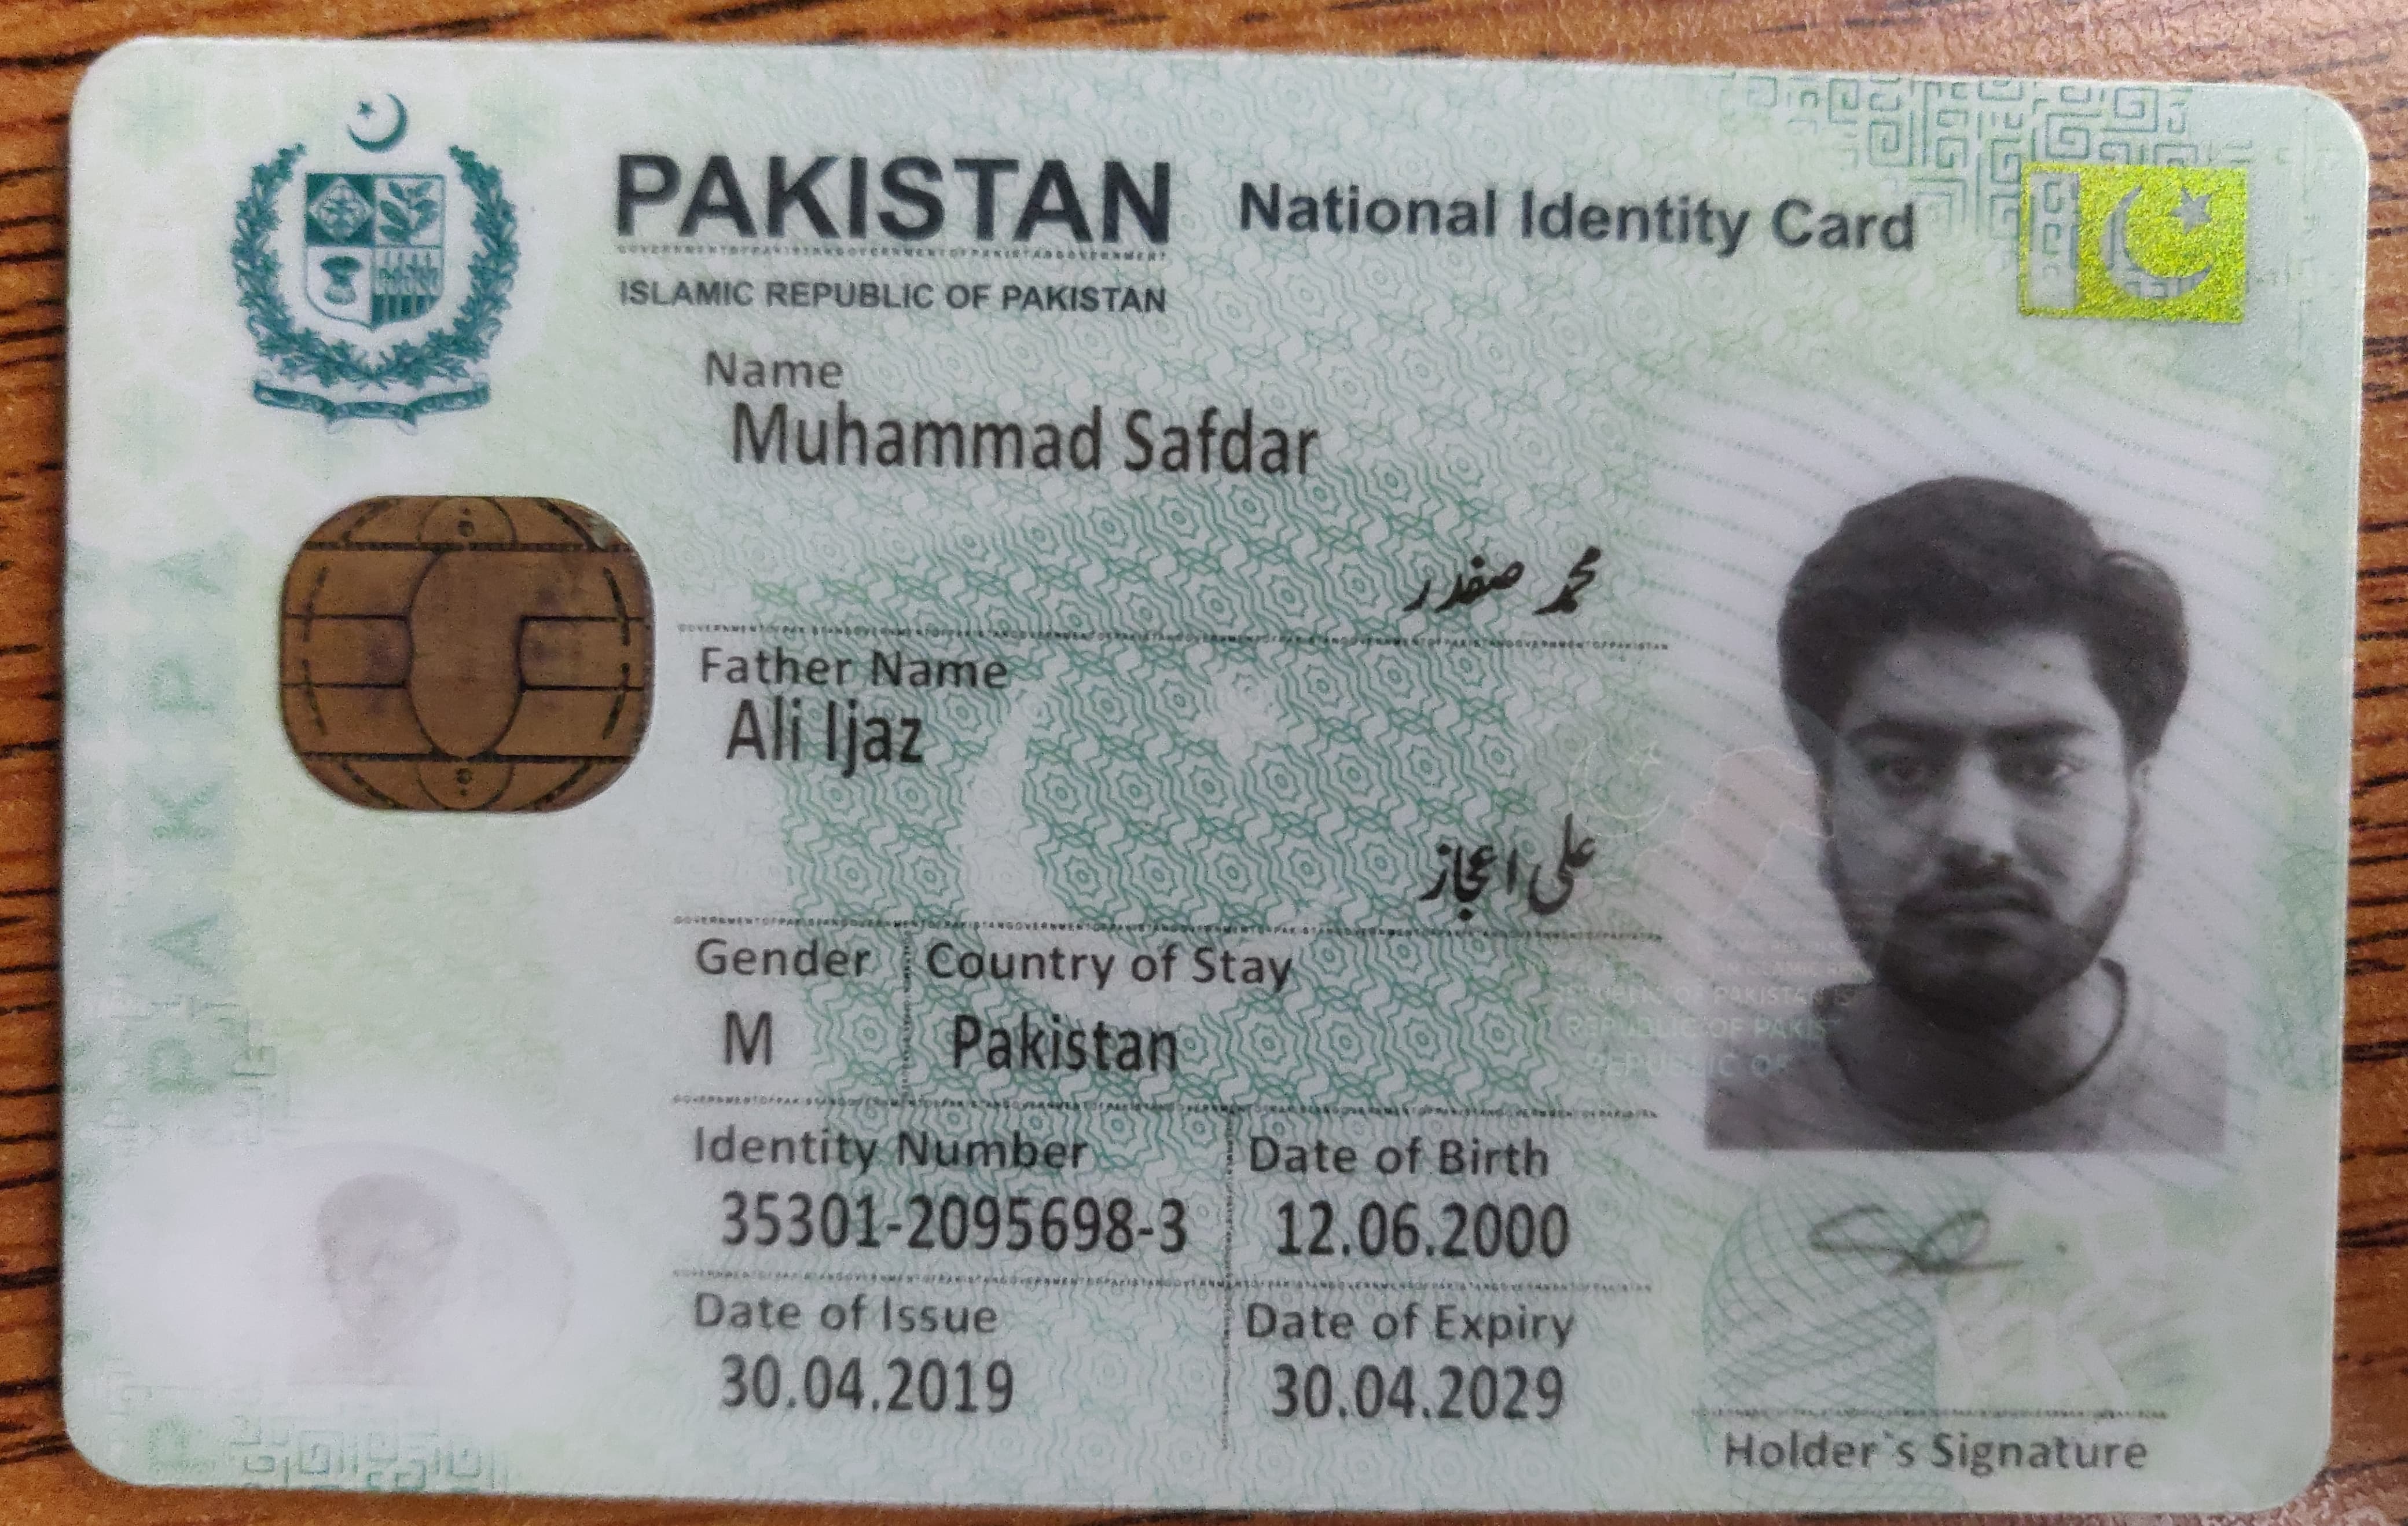 PAKISTAN National Identity Card
ISLAMIC REPUBLIC OF PAKISTAN
Name
Muhammad Safdar
محمد صفدر
Father Name
Ali Ijaz
علی اعجاز
Gender Country of Stay
M Pakistan
Identity Number Date of Birth
35301-2095698-3 12.06.2000
Date of Issue Date of Expiry
30.04.2019 30.04.2029
Holder`s Signature